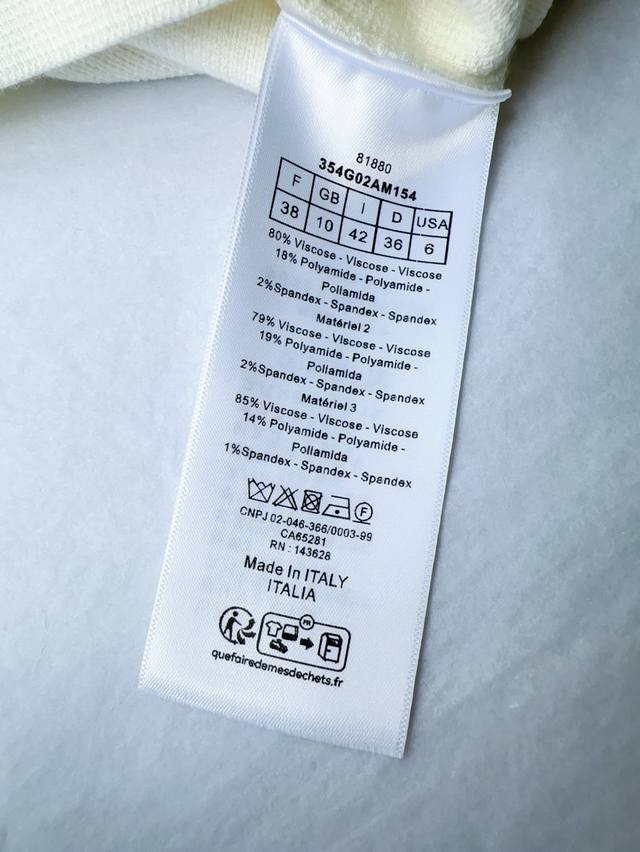 81880
354G02AM154
F GB I D USA
38 10 42 36 6
80% Viscose - Viscose - Viscose
18% Polyamide - Polyamide -
Poliamida
2%Spandex - Spandex - Spandex
Matériel 2
79% Viscose - Viscose - Viscose
19% Polyamide - Polyamide -
Poliamida
2%Spandex - Spandex - Spandex
Matériel 3
85% Viscose - Viscose - Viscose
14% Polyamide - Polyamide -
Poliamida
1%Spandex - Spandex - Spandex
F
CNPJ 02-046-366/0003-99
CA65281
RN : 143628
Made In ITALY
ITALIA
FR
quefairedemesdechets.fr